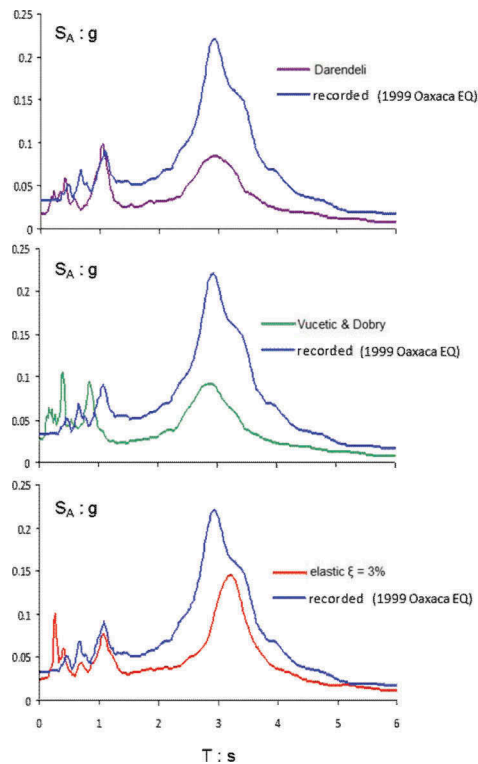 0.25
S_A : g
0.2
Darendeli
0.15
recorded (1999 Oaxaca EQ)
0.1
0.05
0
0.25
S_A : g
0.2
Vucetic & Dobry
0.15
recorded (1999 Oaxaca EQ)
0.1
0.05
0
0.25
S_A : g
0.2
elastic ξ = 3%
0.15
recorded (1999 Oaxaca EQ)
0.1
0.05
0
0 1 2 3 4 5 6
T : s